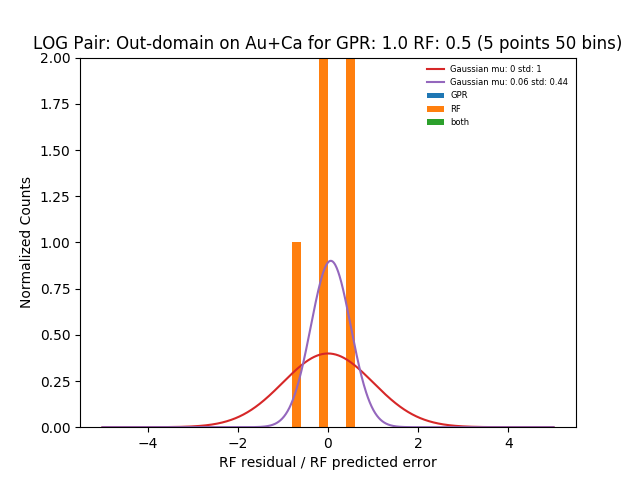 LOG Pair: Out-domain on Au+Ca for GPR: 1.0 RF: 0.5 (5 points 50 bins)
2.00
1.75
1.50
1.25
1.00
0.75
0.50
0.25
0.00
Normalized Counts
Gaussian mu: 0 std: 1
Gaussian mu: 0.06 std: 0.44
GPR
RF
both
−4
−2
0
2
4
RF residual / RF predicted error